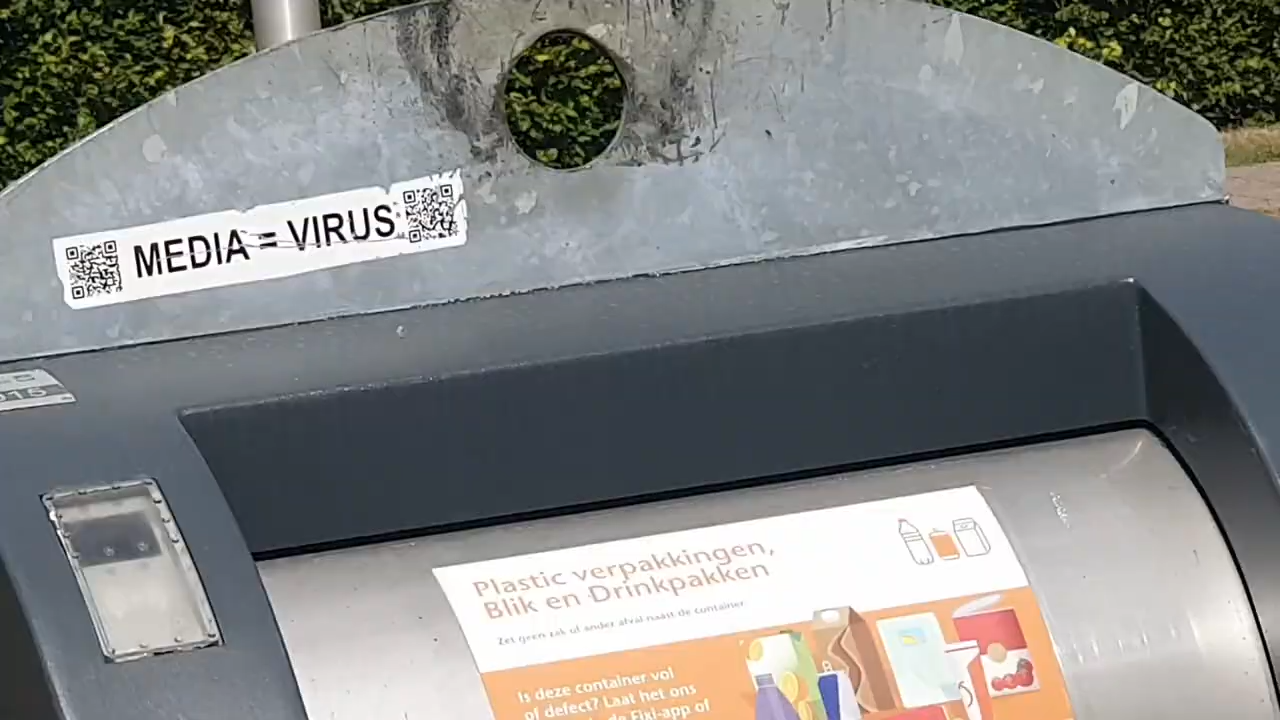 MEDIA = VIRUS
15
Plastic verpakkingen,
Blik en Drinkpakken
Zet geen zak of ander afval naast de container
Is deze container vol
of defect? Laat het ons
de Fixi-app of